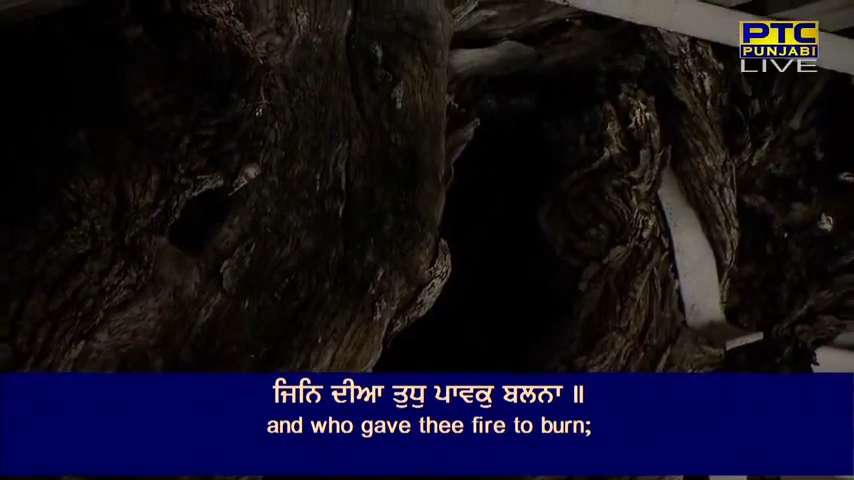 PTC
PUNJABI
LIVE
ਜਿਨਿ ਦੀਆ ਤੁਧੁ ਪਾਵਕੁ ਬਲਨਾ ॥
and who gave thee fire to burn;